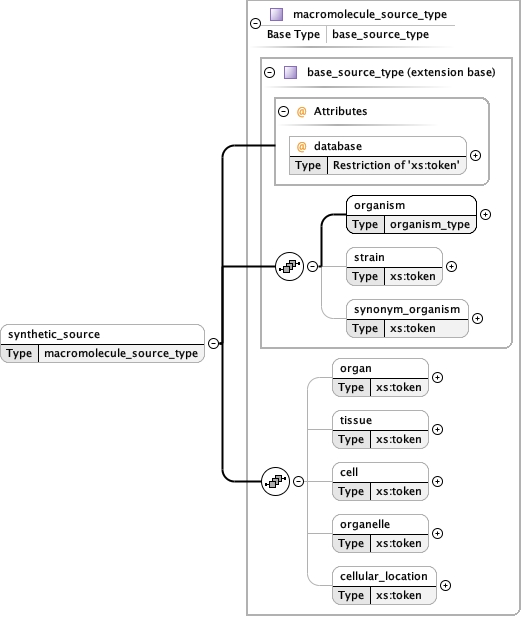 macromolecule_source_type
Base Type base_source_type
base_source_type (extension base)
@ Attributes
@ database
Type Restriction of 'xs:token'
organism
Type organism_type
strain
Type xs:token
synonym_organism
Type xs:token
synthetic_source
Type macromolecule_source_type
organ
Type xs:token
tissue
Type xs:token
cell
Type xs:token
organelle
Type xs:token
cellular_location
Type xs:token